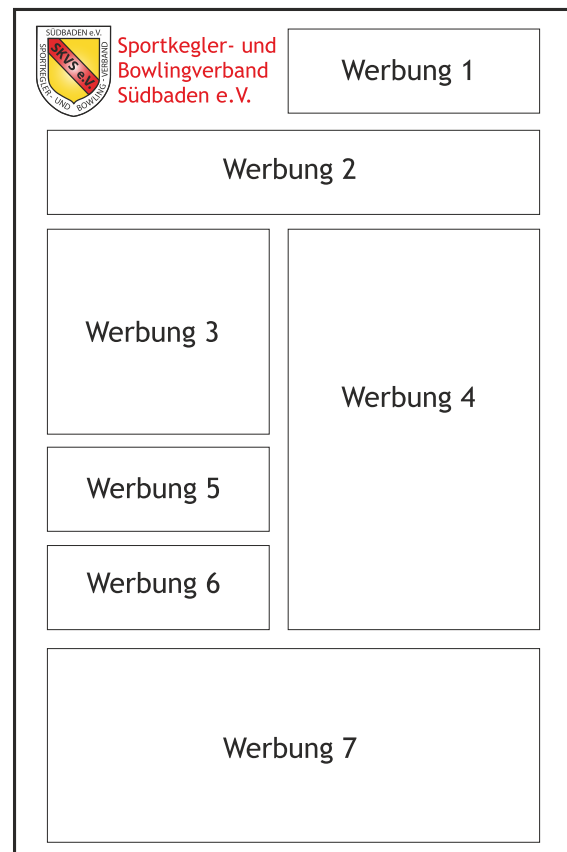 SÜDBADEN e.V.
SPORTKEGLER- UND BOWLING - VERBAND
SKVS e.V.
Sportkegler- und
Bowlingverband
Südbaden e.V.
Werbung 1
Werbung 2
Werbung 3
Werbung 4
Werbung 5
Werbung 6
Werbung 7